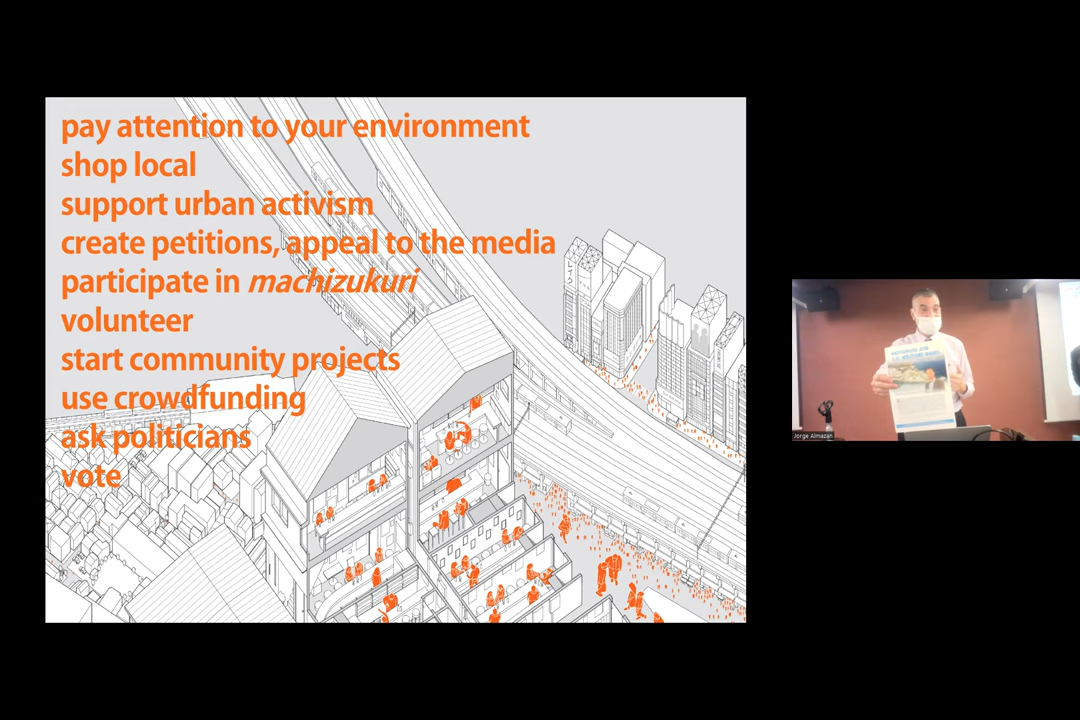 pay attention to your environment
shop local
support urban activism
create petitions, appeal to the media
participate in machizukuri
volunteer
start community projects
use crowdfunding
ask politicians
vote
Jorge Almazan